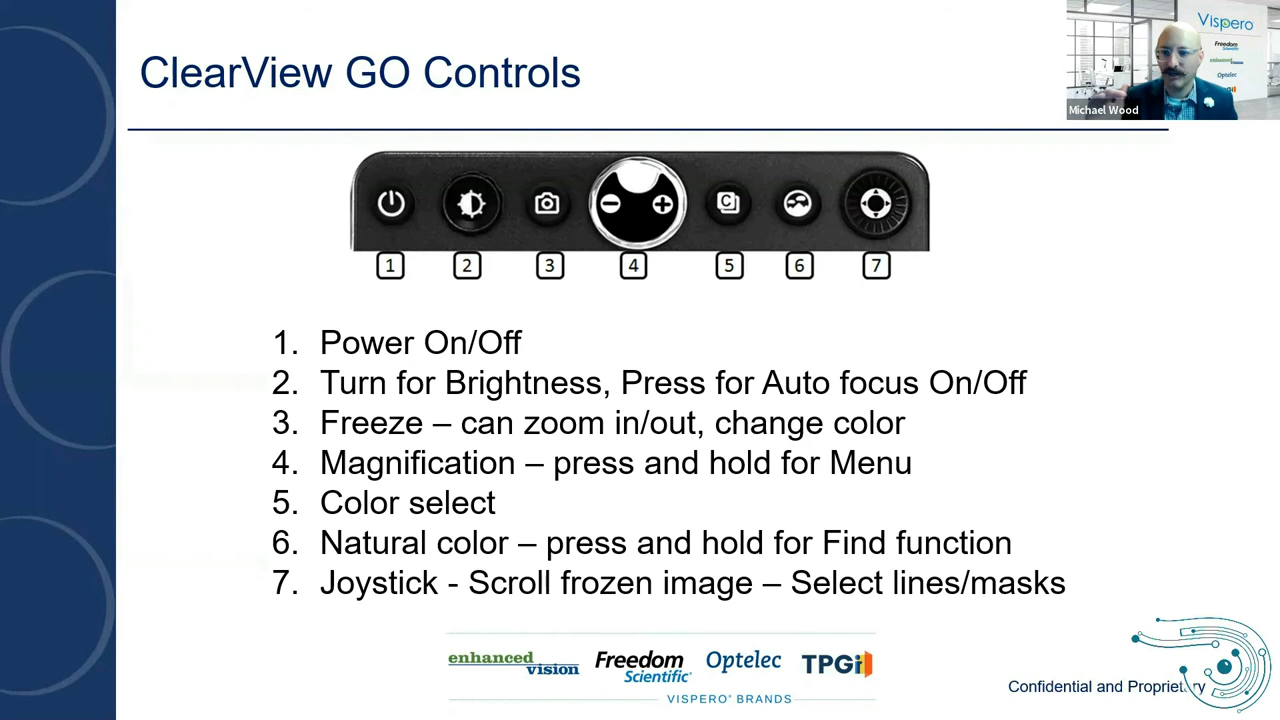 ClearView GO Controls
Vispero
Freedom
Scientific
enhanced
vision
Optelec
Michael Wood
C
1 2 3 4 5 6 7
1. Power On/Off
2. Turn for Brightness, Press for Auto focus On/Off
3. Freeze – can zoom in/out, change color
4. Magnification – press and hold for Menu
5. Color select
6. Natural color – press and hold for Find function
7. Joystick - Scroll frozen image – Select lines/masks
enhanced
vision
Freedom
Scientific®
Optelec
TPGi
VISPERO® BRANDS
Confidential and Proprietary